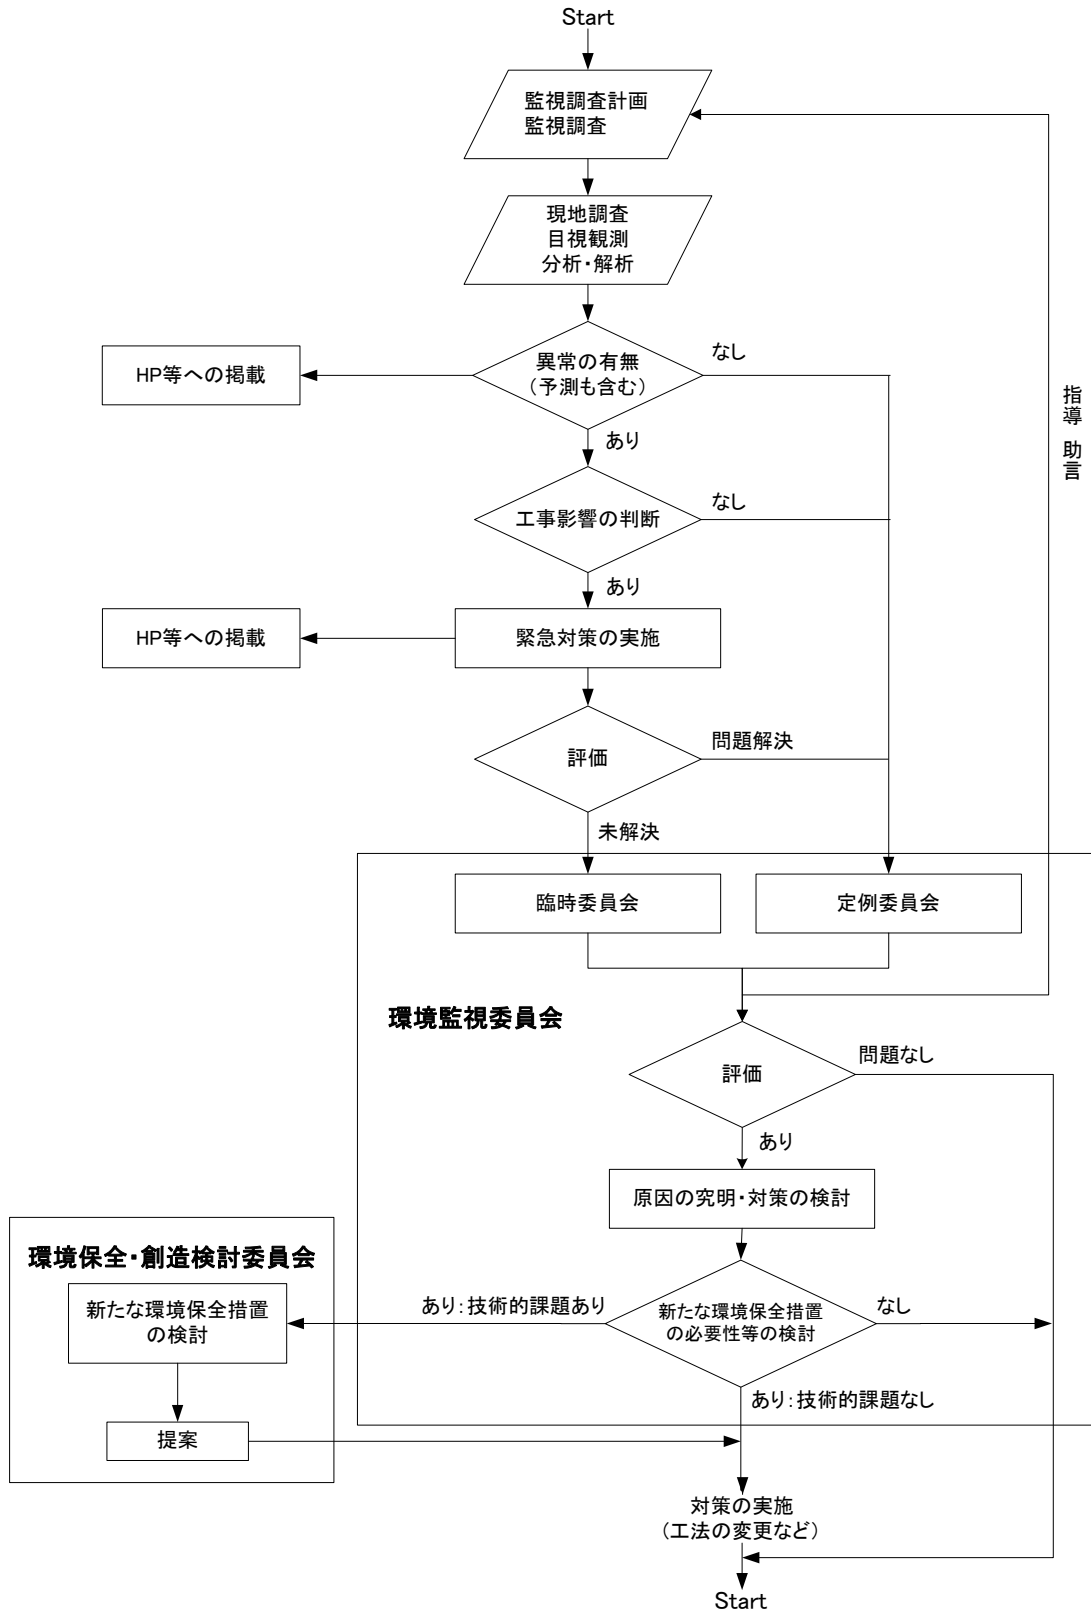 Start
監視調査計画
監視調査
現地調査
目視観測
分析・解析
異常の有無
（予測も含む）
なし
HP等への掲載
あり
指導 助言
工事影響の判断
なし
あり
HP等への掲載
緊急対策の実施
評価
問題解決
未解決
臨時委員会
定例委員会
環境監視委員会
評価
問題なし
あり
原因の究明・対策の検討
環境保全・創造検討委員会
新たな環境保全措置
の検討
あり：技術的課題あり
新たな環境保全措置
の必要性等の検討
なし
あり：技術的課題なし
提案
対策の実施
（工法の変更など）
Start